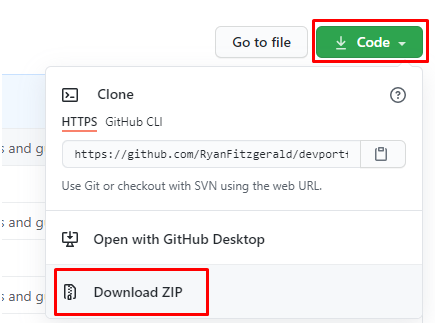 Go to file
Code
Clone
HTTPS GitHub CLI
https://github.com/RyanFitzgerald/devport
Use Git or checkout with SVN using the web URL.
Open with GitHub Desktop
Download ZIP
s and g
s and g
s and g